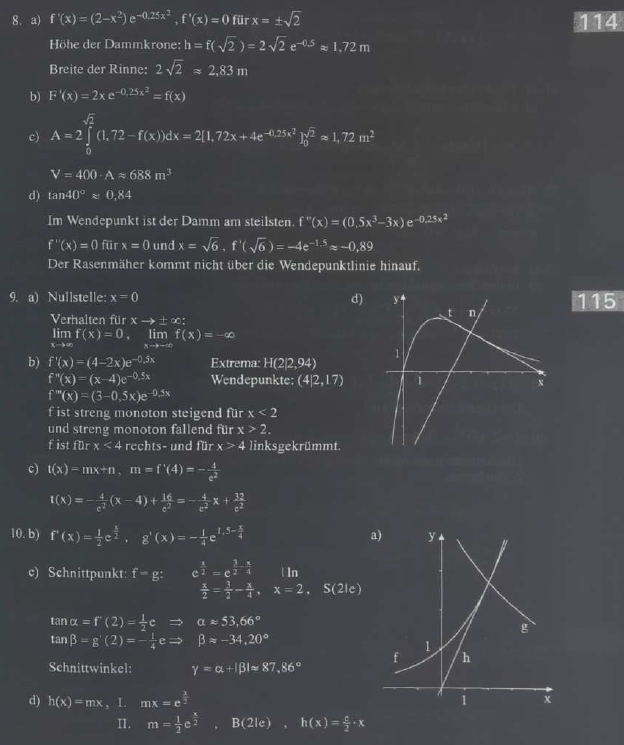 114
8. a) f'(x) = (2–x²) e^(–0,25x²) , f'(x) = 0 für x = ±√2
Höhe der Dammkrone: h = f(√2) = 2√2 e^(–0,5) ≈ 1,72 m
Breite der Rinne: 2√2 ≈ 2,83 m
b) F'(x) = 2x e^(–0,25x²) = f(x)
c) A = 2 ∫₀^√2 (1,72 – f(x))dx = 2[1,72x + 4e^(–0,25x²)]₀^√2 ≈ 1,72 m²
V = 400 · A ≈ 688 m³
d) tan40° ≈ 0,84
Im Wendepunkt ist der Damm am steilsten. f''(x) = (0,5x³–3x) e^(–0,25x²)
f''(x) = 0 für x = 0 und x = √6 , f'(√6) = –4e^(–1,5) ≈ –0,89
Der Rasenmäher kommt nicht über die Wendepunktlinie hinauf.
115
9. a) Nullstelle: x = 0
Verhalten für x → ± ∞:
lim x→∞ f(x) = 0 , lim x→–∞ f(x) = –∞
b) f'(x) = (4–2x)e^(–0,5x) Extrema: H(2|2,94)
f''(x) = (x–4)e^(–0,5x) Wendepunkte: (4|2,17)
f'''(x) = (3–0,5x)e^(–0,5x)
f ist streng monoton steigend für x < 2
und streng monoton fallend für x > 2.
f ist für x < 4 rechts- und für x > 4 linksgekrümmt.
c) t(x) = mx+n , m = f'(4) = –4/e²
t(x) = –4/e² (x – 4) + 16/e² = –4/e² x + 32/e²
d)
y
t n
1
1
x
10. b) f'(x) = 1/2 e^(x/2) , g'(x) = –1/4 e^(1,5–x/4)
c) Schnittpunkt: f = g: e^(x/2) = e^(3/2–x/4) | ln
x/2 = 3/2 – x/4 , x = 2 , S(2|e)
tan α = f'(2) = 1/2 e ⇒ α ≈ 53,66°
tan β = g'(2) = –1/4 e ⇒ β ≈ –34,20°
Schnittwinkel: γ = α + |β| ≈ 87,86°
d) h(x) = mx , I. mx = e^(x/2)
II. m = 1/2 e^(x/2) , B(2|e) , h(x) = e/2 · x
a)
y
g
1
f
h
1
x